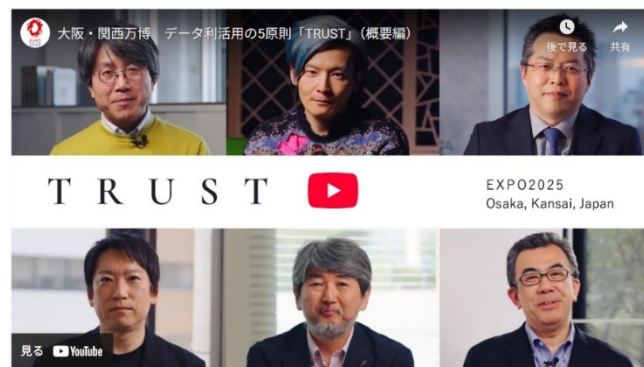 大阪・関西万博 データ利活用の5原則「TRUST」（概要編）
後で見る
共有
TRUST
EXPO2025
Osaka, Kansai, Japan
見る YouTube